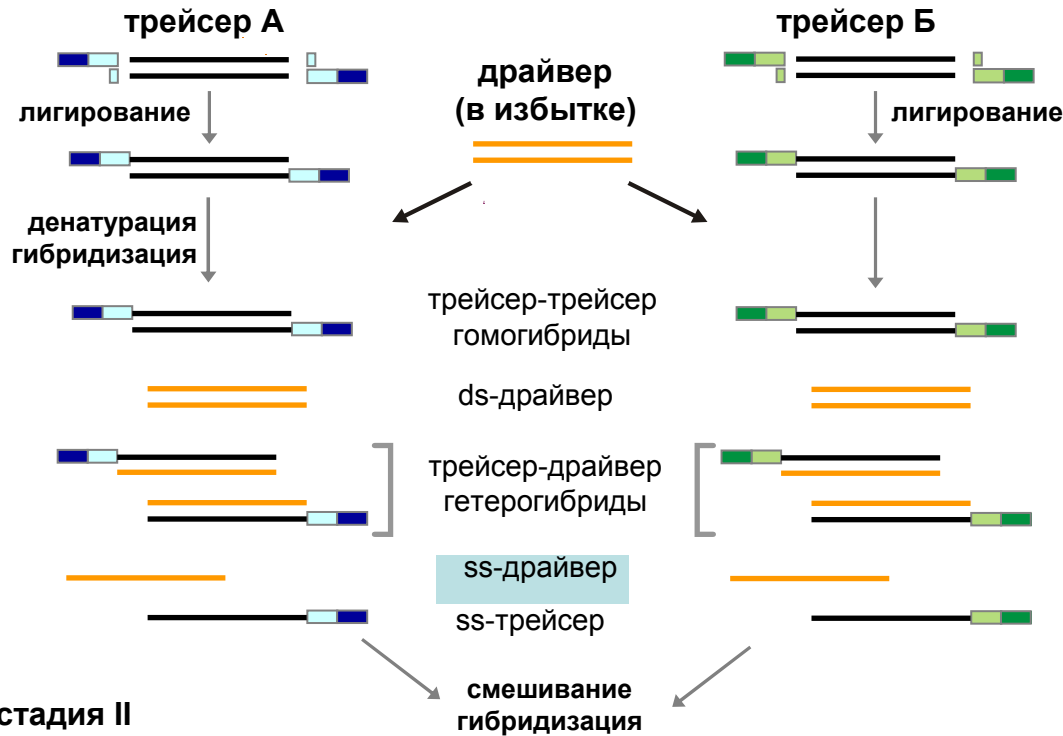 трейсер А
трейсер Б
драйвер
(в избытке)
лигирование
лигирование
денатурация
гибридизация
трейсер-трейсер
гомогибриды
ds-драйвер
трейсер-драйвер
гетерогибриды
ss-драйвер
ss-трейсер
смешивание
гибридизация
стадия II